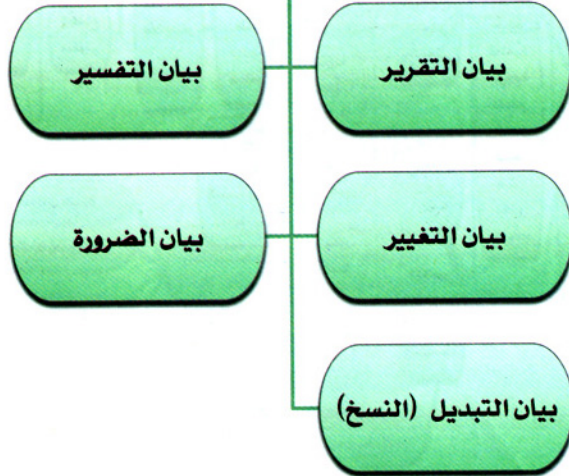 بيان التقرير
بيان التفسير
بيان التغيير
بيان الضرورة
بيان التبديل (النسخ)